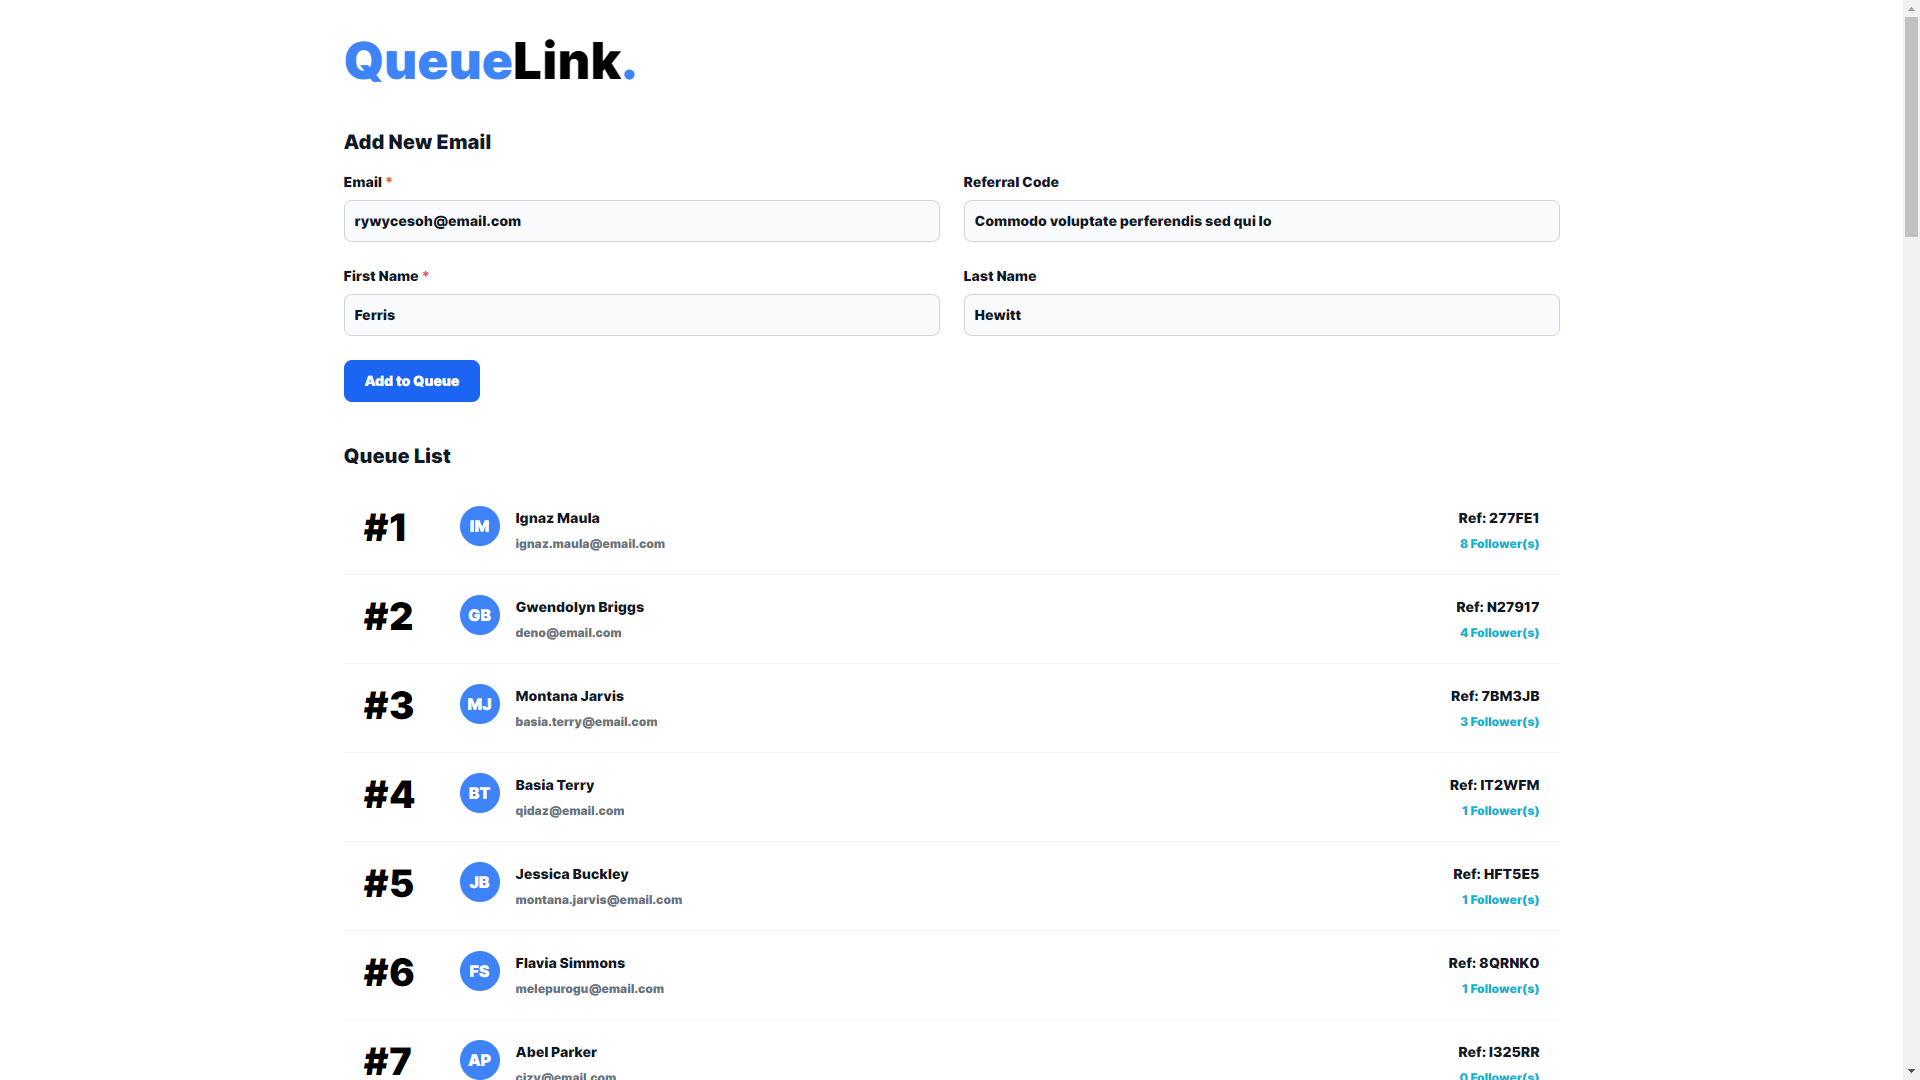 QueueLink.
Add New Email
Email *
Referral Code
rywycesoh@email.com
Commodo voluptate perferendis sed qui lo
First Name *
Last Name
Ferris
Hewitt
Add to Queue
Queue List
#1 IM Ignaz Maula Ref: 277FE1
ignaz.maula@email.com 8 Follower(s)
#2 GB Gwendolyn Briggs Ref: N27917
deno@email.com 4 Follower(s)
#3 MJ Montana Jarvis Ref: 7BM3JB
basia.terry@email.com 3 Follower(s)
#4 BT Basia Terry Ref: IT2WFM
qidaz@email.com 1 Follower(s)
#5 JB Jessica Buckley Ref: HFT5E5
montana.jarvis@email.com 1 Follower(s)
#6 FS Flavia Simmons Ref: 8QRNK0
melepurogu@email.com 1 Follower(s)
#7 AP Abel Parker Ref: I325RR
cizy@email.com 0 Follower(s)